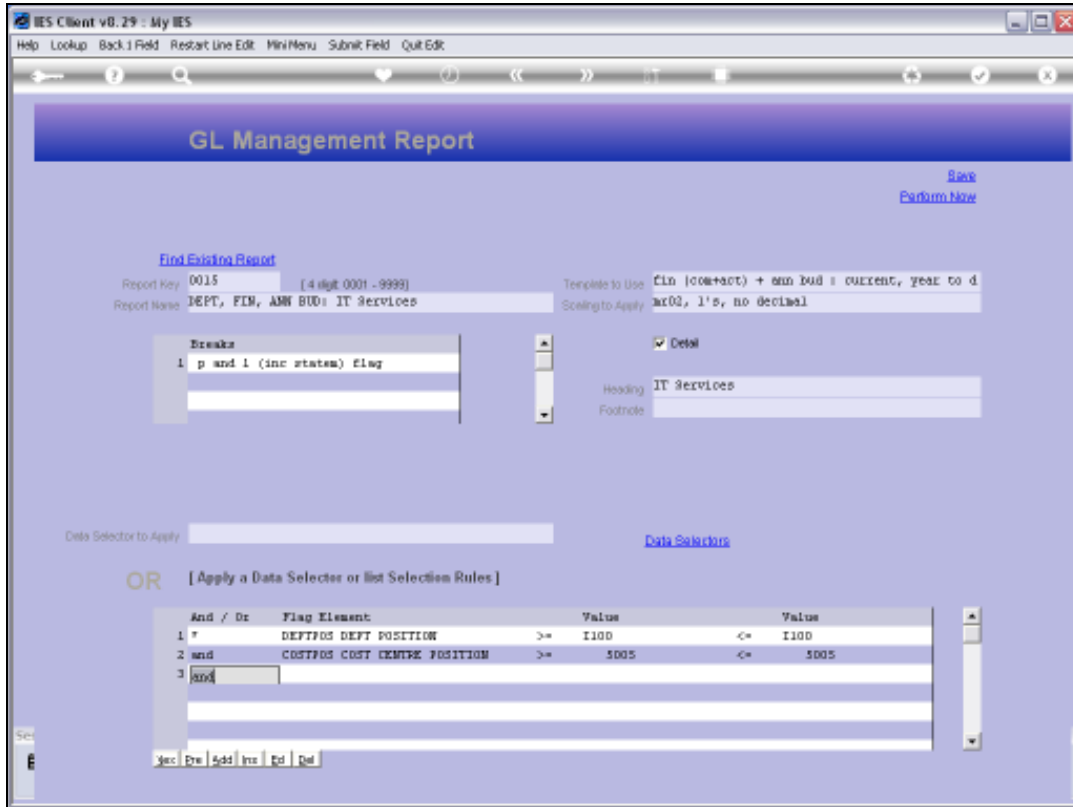 IES Client v8.29 : My IES
Help Lookup Back 1 Field Restart Line Edit MiniMenu Submit Field Quit Edit
GL Management Report
Save
Perform Now
Find Existing Report
Report Key 0015 [ 4 digit: 0001 - 9999] Template to Use fin (com+act) + ann bud : current, year to d
Report Name DEPT, FIN, ANN BUD: IT Services Scaling to Apply mr02, 1's, no decimal
Breaks Detail
1 p and l (inc statem) flag
Heading IT Services
Footnote
Data Selector to Apply Data Selectors
OR [ Apply a Data Selector or list Selection Rules ]
And / Or Flag Element Value Value
1 * DEPTPOS DEPT POSITION >= I100 <= I100
2 and COSTPOS COST CENTRE POSITION >= 5005 <= 5005
3 and
Nex Pre Add Ins Ed Del